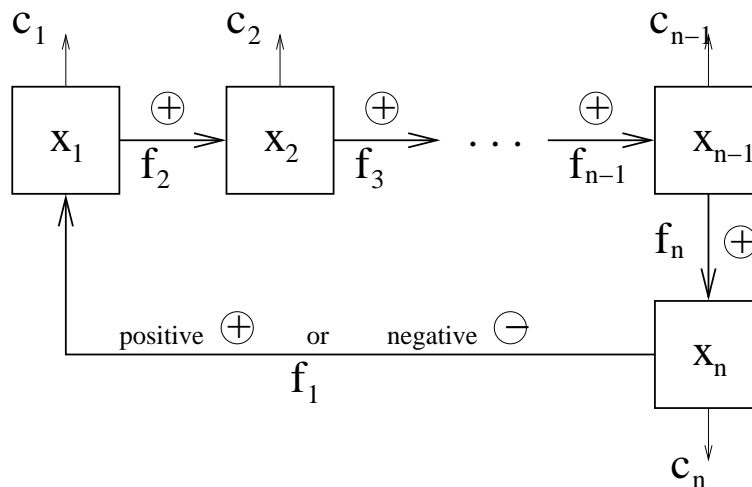 c1 c2 cn–1
+ + +
x1 x2 . . . xn–1
f2 f3 fn–1
fn +
positive + or negative −
f1
xn
cn